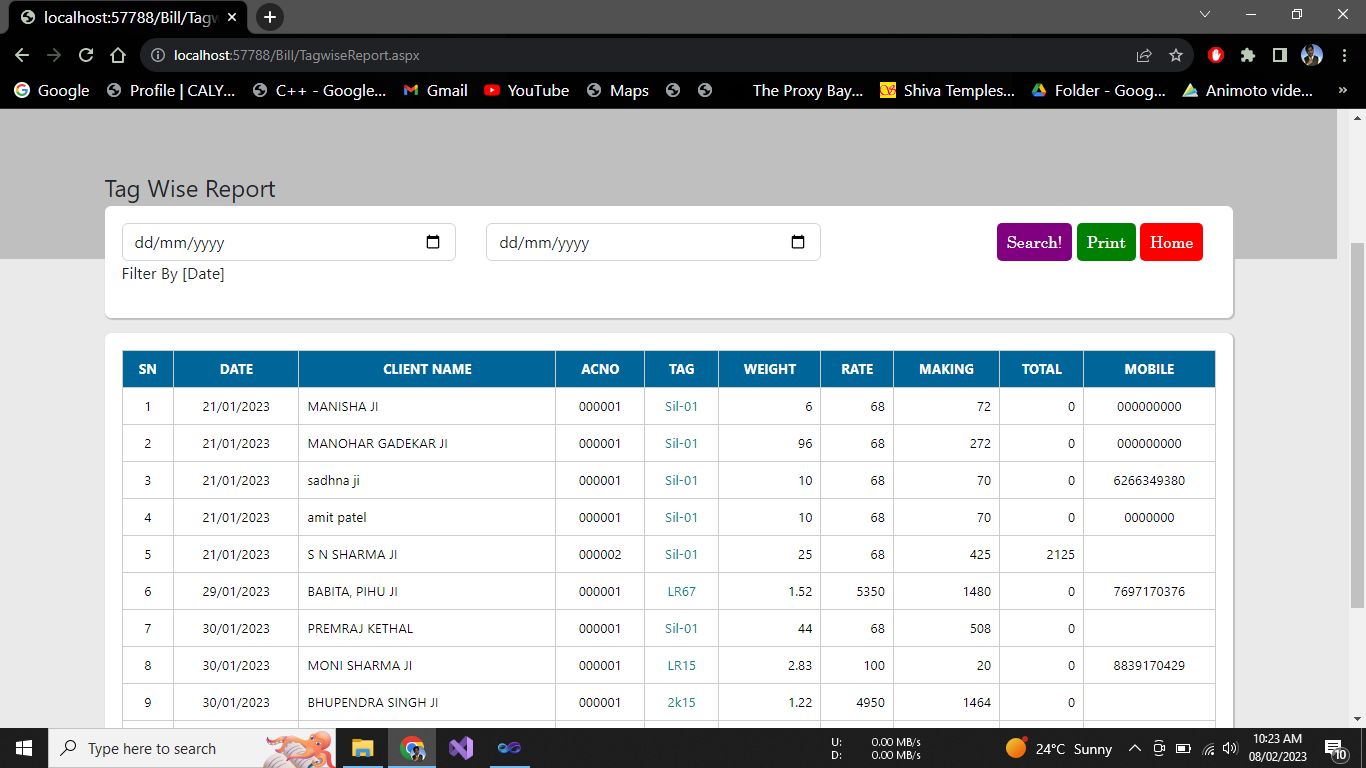 localhost:57788/Bill/Tagw
localhost:57788/Bill/TagwiseReport.aspx
Google Profile | CALY... C++ - Google... Gmail YouTube Maps The Proxy Bay... Shiva Temples... Folder - Goog... Animoto vide... »
Tag Wise Report
dd/mm/yyyy dd/mm/yyyy Search! Print Home
Filter By [Date]
SN DATE CLIENT NAME ACNO TAG WEIGHT RATE MAKING TOTAL MOBILE
1 21/01/2023 MANISHA JI 000001 Sil-01 6 68 72 0 000000000
2 21/01/2023 MANOHAR GADEKAR JI 000001 Sil-01 96 68 272 0 000000000
3 21/01/2023 sadhna ji 000001 Sil-01 10 68 70 0 6266349380
4 21/01/2023 amit patel 000001 Sil-01 10 68 70 0 0000000
5 21/01/2023 S N SHARMA JI 000002 Sil-01 25 68 425 2125
6 29/01/2023 BABITA, PIHU JI 000001 LR67 1.52 5350 1480 0 7697170376
7 30/01/2023 PREMRAJ KETHAL 000001 Sil-01 44 68 508 0
8 30/01/2023 MONI SHARMA JI 000001 LR15 2.83 100 20 0 8839170429
9 30/01/2023 BHUPENDRA SINGH JI 000001 2k15 1.22 4950 1464 0
Type here to search
U: 0.00 MB/s
D: 0.00 MB/s
24°C Sunny
10:23 AM
08/02/2023
10